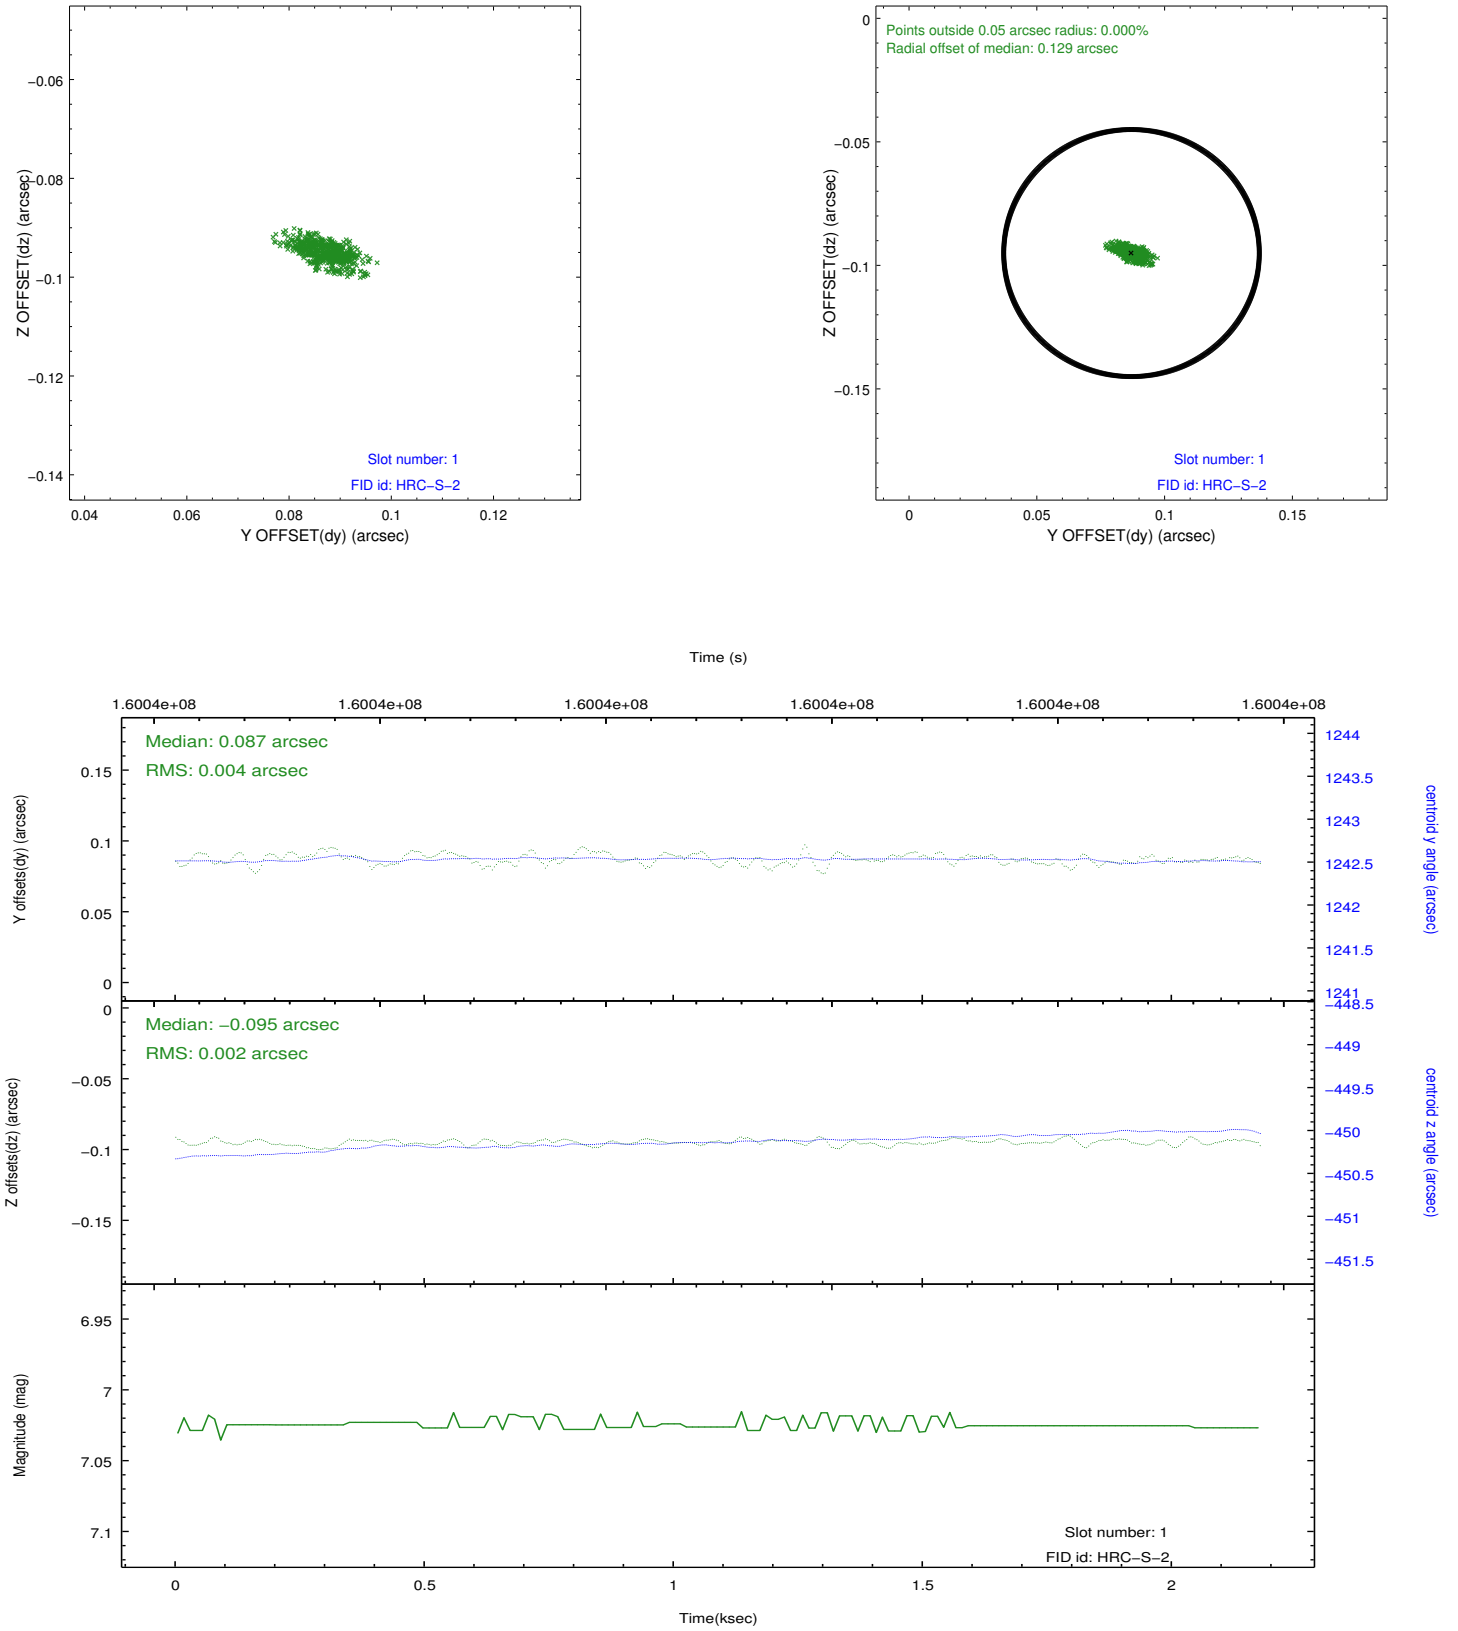 −0.06
−0.08
−0.1
−0.12
−0.14
Z OFFSET(dz) (arcsec)
Slot number: 1
FID id: HRC−S−2
0.04 0.06 0.08 0.1 0.12
Y OFFSET(dy) (arcsec)
Points outside 0.05 arcsec radius: 0.000%
Radial offset of median: 0.129 arcsec
0
−0.05
−0.1
−0.15
Z OFFSET(dz) (arcsec)
Slot number: 1
FID id: HRC−S−2
0 0.05 0.1 0.15
Y OFFSET(dy) (arcsec)
Time (s)
1.6004e+08 1.6004e+08 1.6004e+08 1.6004e+08 1.6004e+08 1.6004e+08
Median: 0.087 arcsec
RMS: 0.004 arcsec
0.15
0.1
0.05
0
Y offsets(dy) (arcsec)
1244
1243.5
1243
1242.5
1242
1241.5
1241
centroid y angle (arcsec)
Median: −0.095 arcsec
RMS: 0.002 arcsec
0
−0.05
−0.1
−0.15
Z offsets(dz) (arcsec)
−448.5
−449
−449.5
−450
−450.5
−451
−451.5
centroid z angle (arcsec)
6.95
7
7.05
7.1
Magnitude (mag)
Slot number: 1
FID id: HRC−S−2
0 0.5 1 1.5 2
Time(ksec)